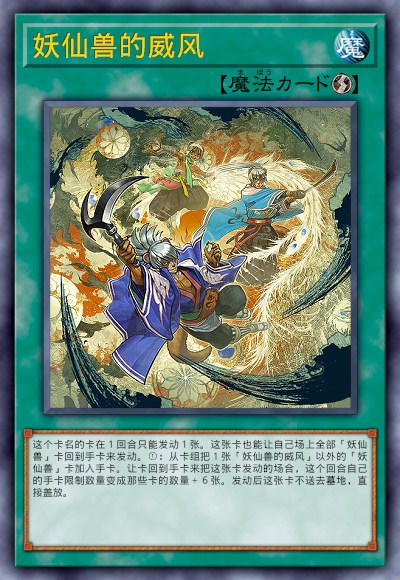 妖仙兽的威风
魔
【魔法カード】
ま ほう
这个卡名的卡在1回合只能发动1张。这张卡也能让自己场上全部「妖仙
兽」卡回到手卡来发动。①：从卡组把1张「妖仙兽的威风」以外的「妖
仙兽」卡加入手卡。让卡回到手卡来把这张卡发动的场合，这个回合自己
的手卡限制数量变成那些卡的数量+6张。发动后这张卡不送去墓地，直
接盖放。